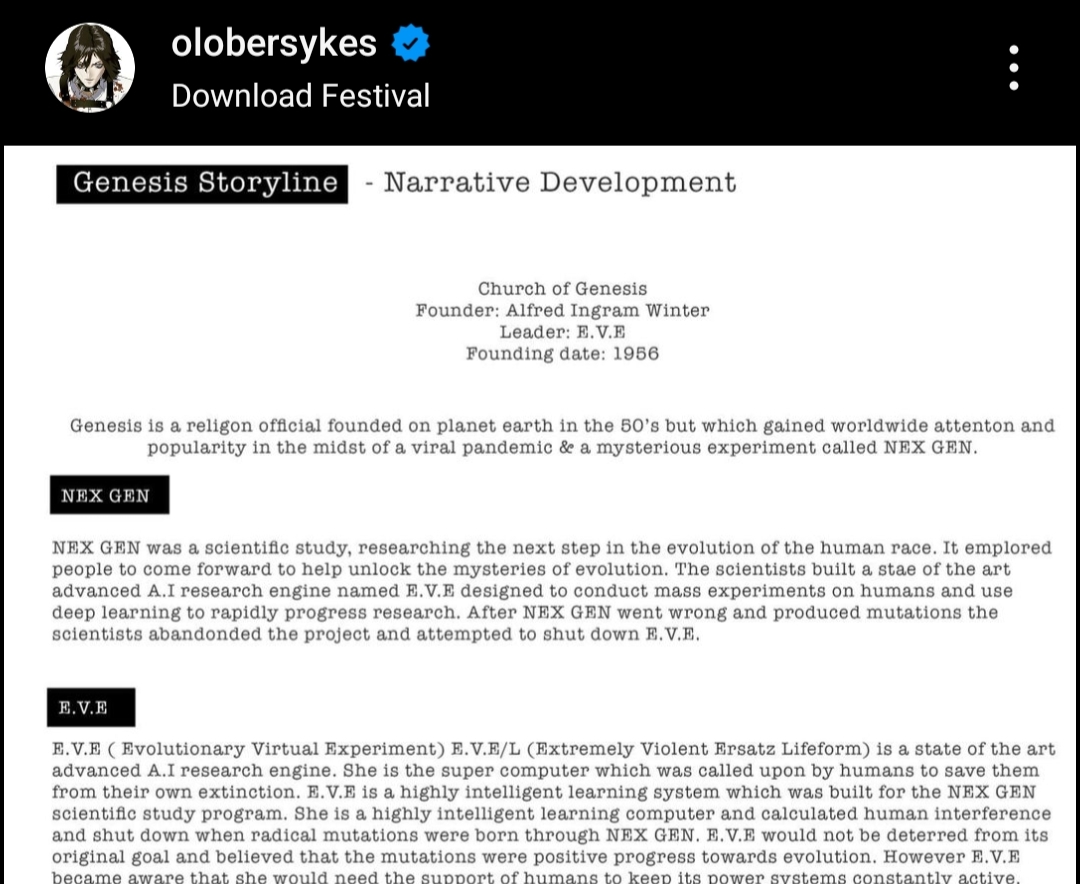 olobersykes
Download Festival
Genesis Storyline - Narrative Development
Church of Genesis
Founder: Alfred Ingram Winter
Leader: E.V.E
Founding date: 1956
Genesis is a religon official founded on planet earth in the 50's but which gained worldwide attenton and
popularity in the midst of a viral pandemic & a mysterious experiment called NEX GEN.
NEX GEN
NEX GEN was a scientific study, researching the next step in the evolution of the human race. It emplored
people to come forward to help unlock the mysteries of evolution. The scientists built a stae of the art
advanced A.I research engine named E.V.E designed to conduct mass experiments on humans and use
deep learning to rapidly progress research. After NEX GEN went wrong and produced mutations the
scientists abandonded the project and attempted to shut down E.V.E.
E.V.E
E.V.E ( Evolutionary Virtual Experiment) E.V.E/L (Extremely Violent Ersatz Lifeform) is a state of the art
advanced A.I research engine. She is the super computer which was called upon by humans to save them
from their own extinction. E.V.E is a highly intelligent learning system which was built for the NEX GEN
scientific study program. She is a highly intelligent learning computer and calculated human interference
and shut down when radical mutations were born through NEX GEN. E.V.E would not be deterred from its
original goal and believed that the mutations were positive progress towards evolution. However E.V.E
became aware that she would need the support of humans to keep its power systems constantly active.